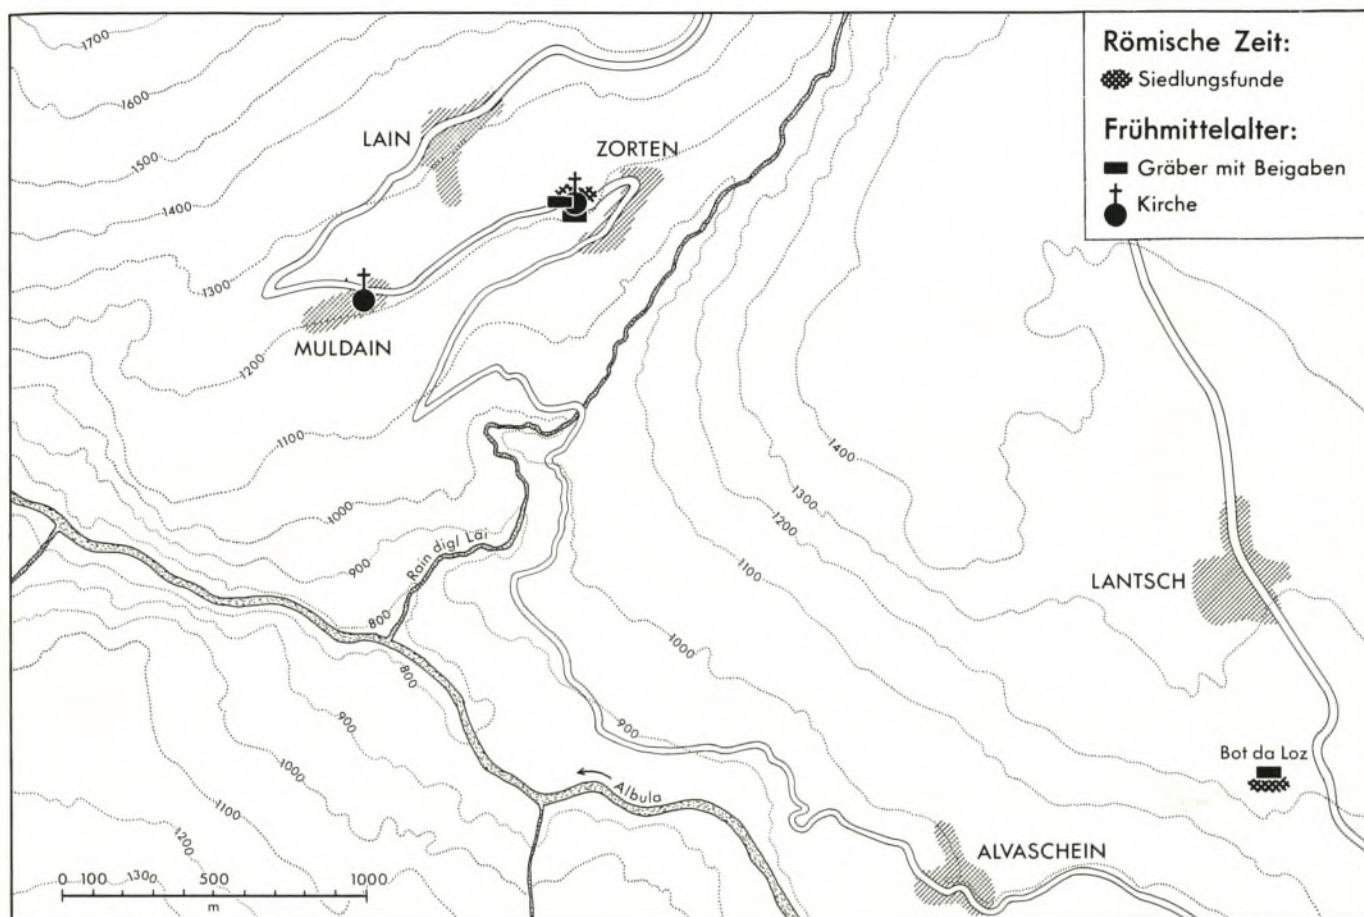 Römische Zeit:
Siedlungsfunde
Frühmittelalter:
Gräber mit Beigaben
Kirche
1700
1600
1500
1400
1300
1200
1100
1000
900
800
LAIN
ZORTEN
MULDAIN
Rain digl Lai
1400
1300
1200
1100
1000
900
LANTSCH
Bot da Loz
ALVASCHEIN
Albula
800
900
1000
1100
1200
1300
0 100 500 1000
m